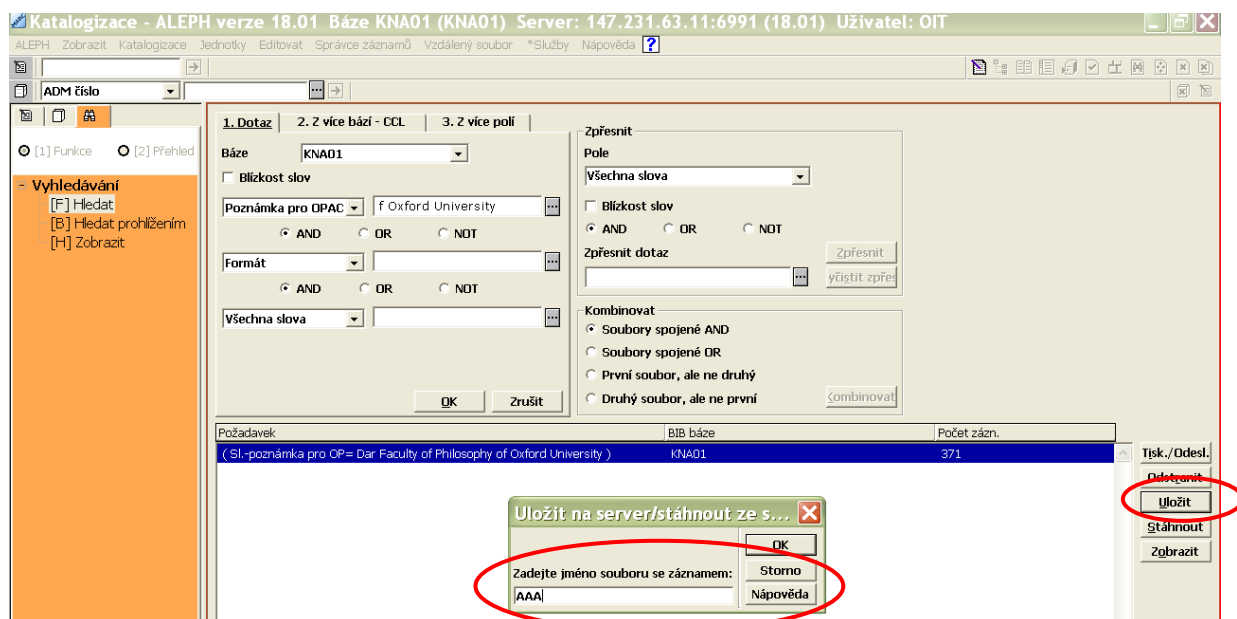 Katalogizace - ALEPH verze 18.01 Báze KNA01 (KNA01) Server: 147.231.63.11:6991 (18.01) Uživatel: OIT
ALEPH Zobrazit Katalogizace Jednotky Editovat Správce záznamů Vzdálený soubor *Služby Nápověda ?
ADM číslo
[1] Funkce [2] Přehled
Vyhledávání
[F] Hledat
[B] Hledat prohlížením
[H] Zobrazit
1. Dotaz 2. Z více bází - CCL 3. Z více polí
Báze KNA01
Blízkost slov
Poznámka pro OPAC f Oxford University
AND OR NOT
Formát
AND OR NOT
Všechna slova
OK Zrušit
Zpřesnit
Pole
Všechna slova
Blízkost slov
AND OR NOT
Zpřesnit dotaz Zpřesnit
yčistit zpřes
Kombinovat
Soubory spojené AND
Soubory spojené OR
První soubor, ale ne druhý
Druhý soubor, ale ne první Kombinovat
Požadavek BIB báze Počet zázn.
( Sl.-poznámka pro OP= Dar Faculty of Philosophy of Oxford University ) KNA01 371
Tisk./Odesl.
Odstranit
Uložit
Stáhnout
Zobrazit
Uložit na server/stáhnout ze s...
OK
Zadejte jméno souboru se záznamem: Storno
AAA Nápověda